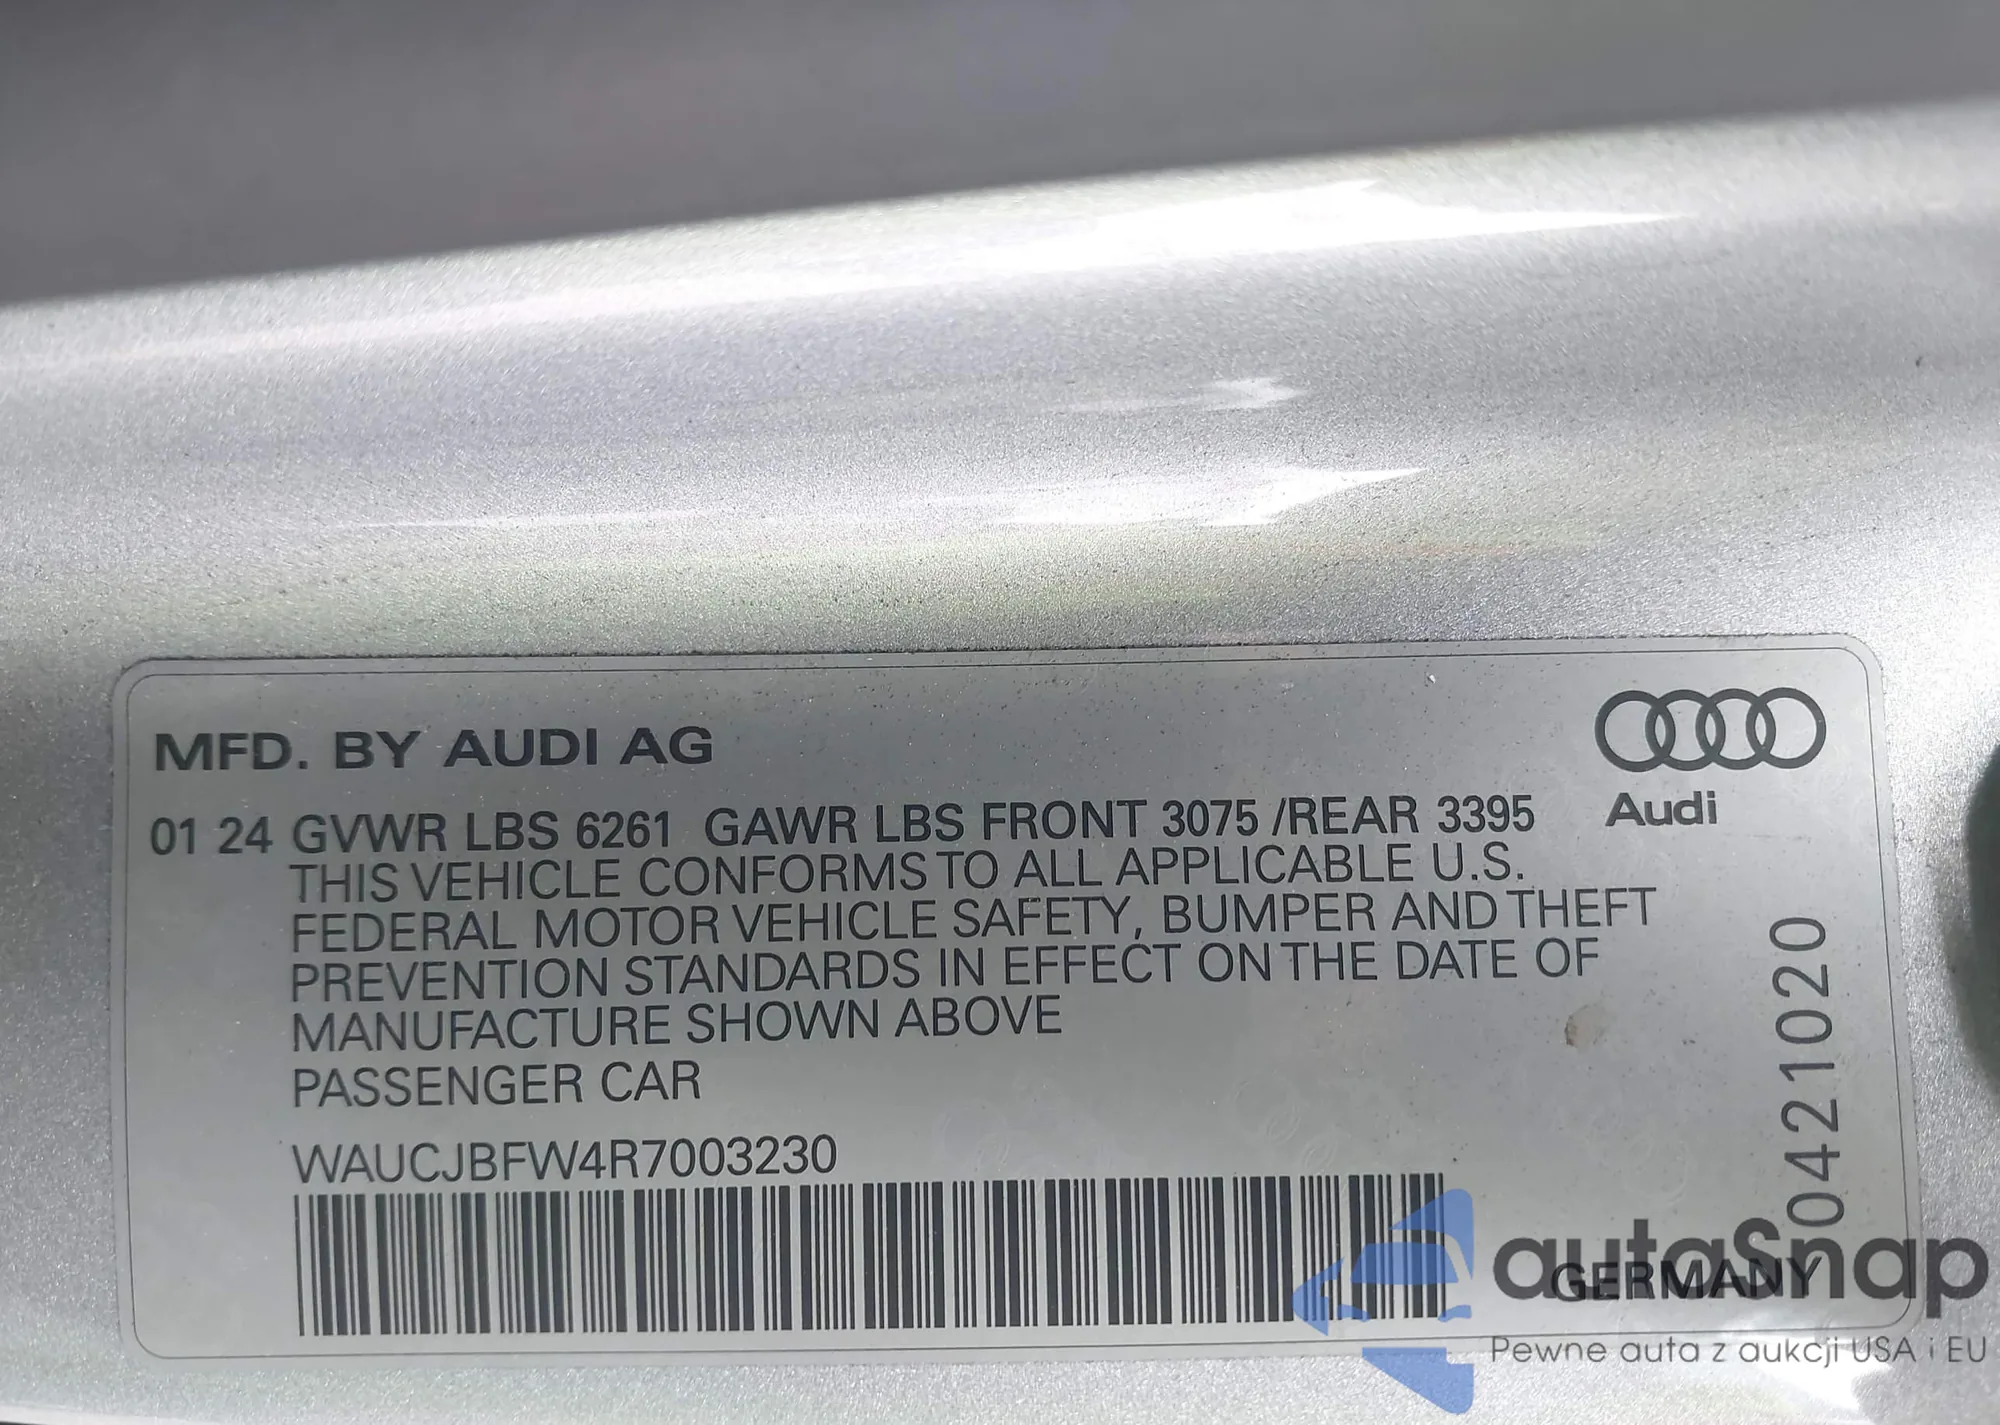 MFD. BY AUDI AG
01 24 GVWR LBS 6261 GAWR LBS FRONT 3075 /REAR 3395
Audi
THIS VEHICLE CONFORMS TO ALL APPLICABLE U.S.
FEDERAL MOTOR VEHICLE SAFETY, BUMPER AND THEFT
PREVENTION STANDARDS IN EFFECT ON THE DATE OF
MANUFACTURE SHOWN ABOVE
PASSENGER CAR
WAUCJBFW4R7003230
04210 20
GERMANY
autoSnap
Pewne auta z aukcji USA i EU